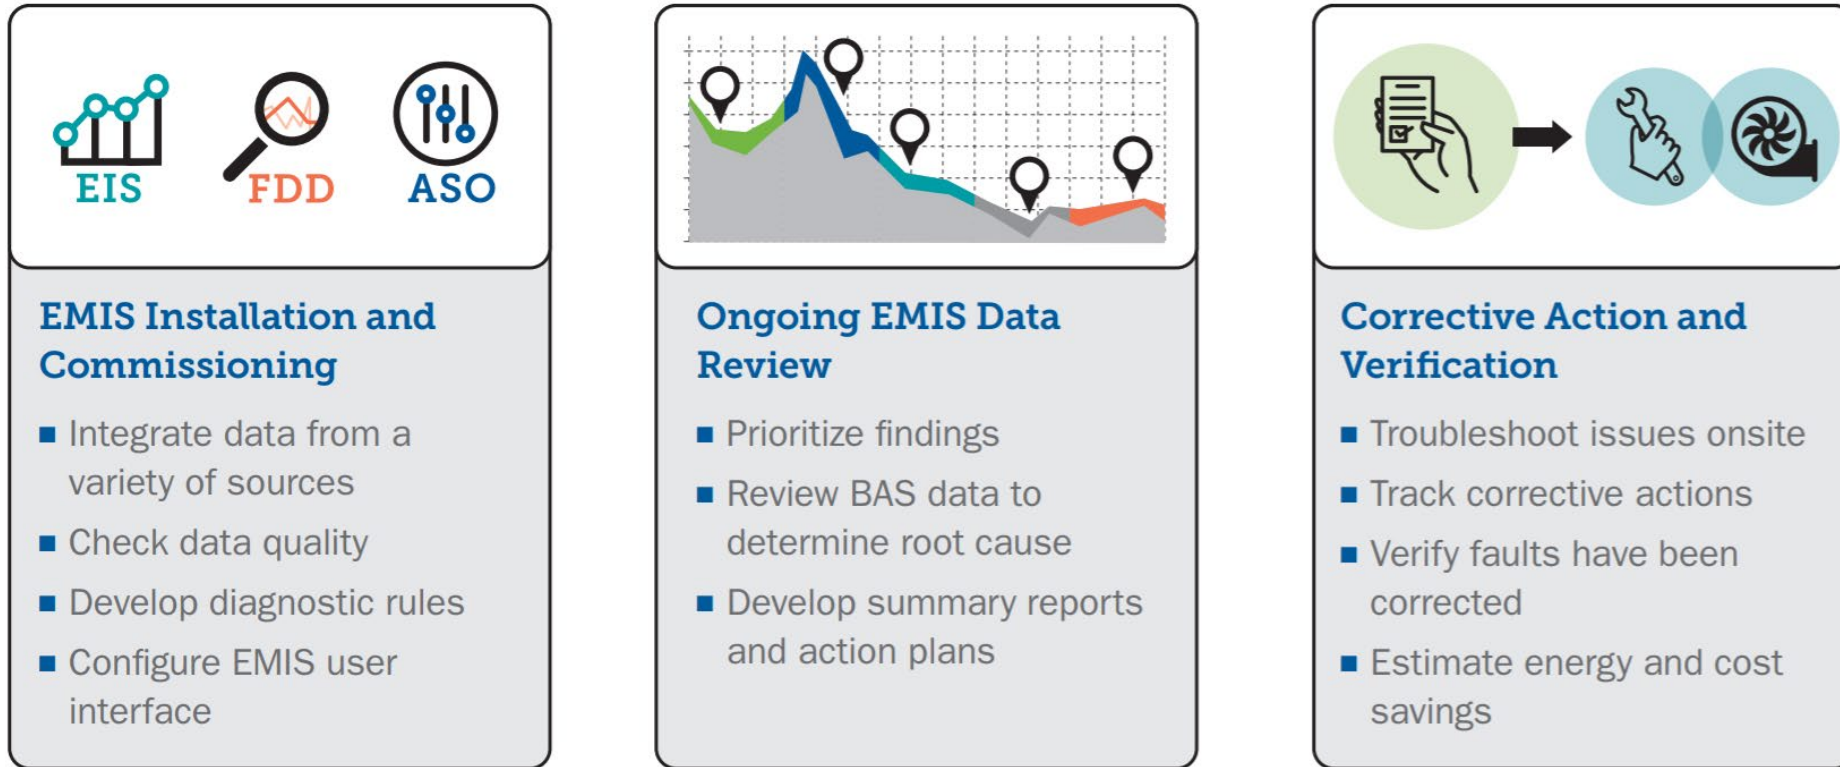 EIS
FDD
ASO
EMIS Installation and
Commissioning
■ Integrate data from a
variety of sources
■ Check data quality
■ Develop diagnostic rules
■ Configure EMIS user
interface
Ongoing EMIS Data
Review
■ Prioritize findings
■ Review BAS data to
determine root cause
■ Develop summary reports
and action plans
Corrective Action and
Verification
■ Troubleshoot issues onsite
■ Track corrective actions
■ Verify faults have been
corrected
■ Estimate energy and cost
savings